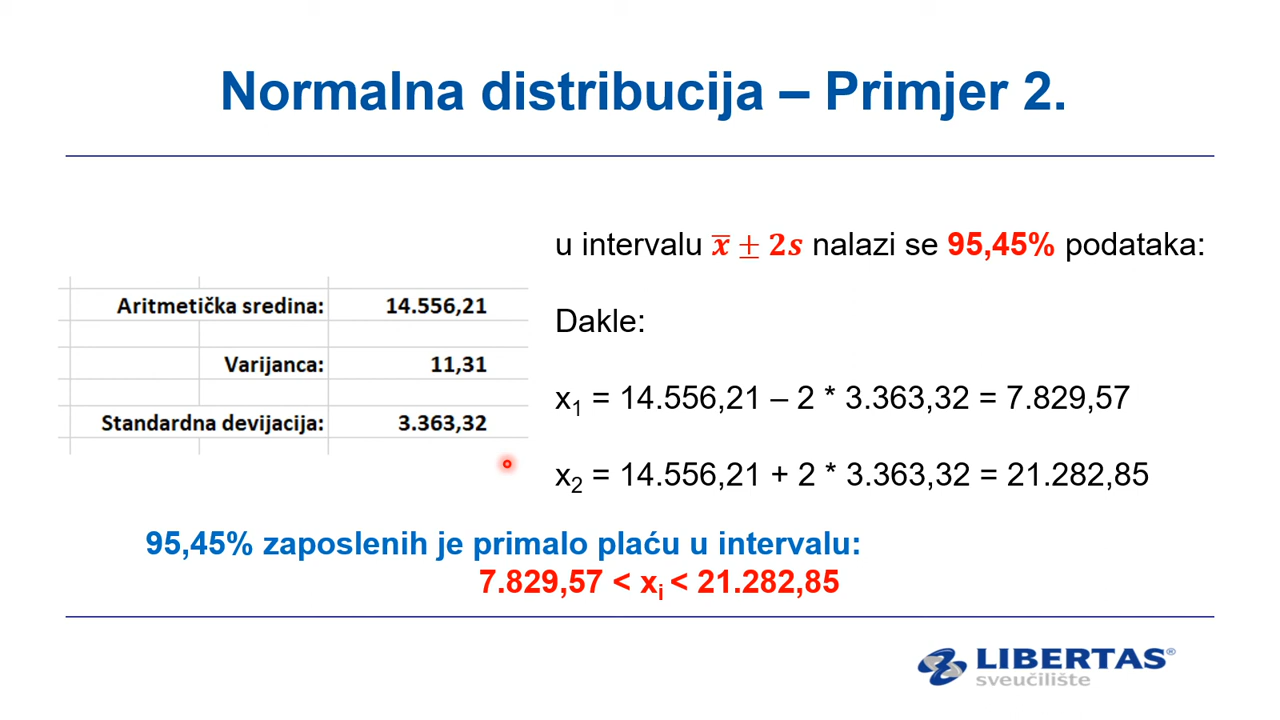 Normalna distribucija – Primjer 2.
u intervalu x̅ ± 2s nalazi se 95,45% podataka:
Aritmetička sredina: 14.556,21
Varijanca: 11,31
Standardna devijacija: 3.363,32
Dakle:
x₁ = 14.556,21 – 2 * 3.363,32 = 7.829,57
x₂ = 14.556,21 + 2 * 3.363,32 = 21.282,85
95,45% zaposlenih je primalo plaću u intervalu:
7.829,57 < xᵢ < 21.282,85
LIBERTAS®
sveučilište